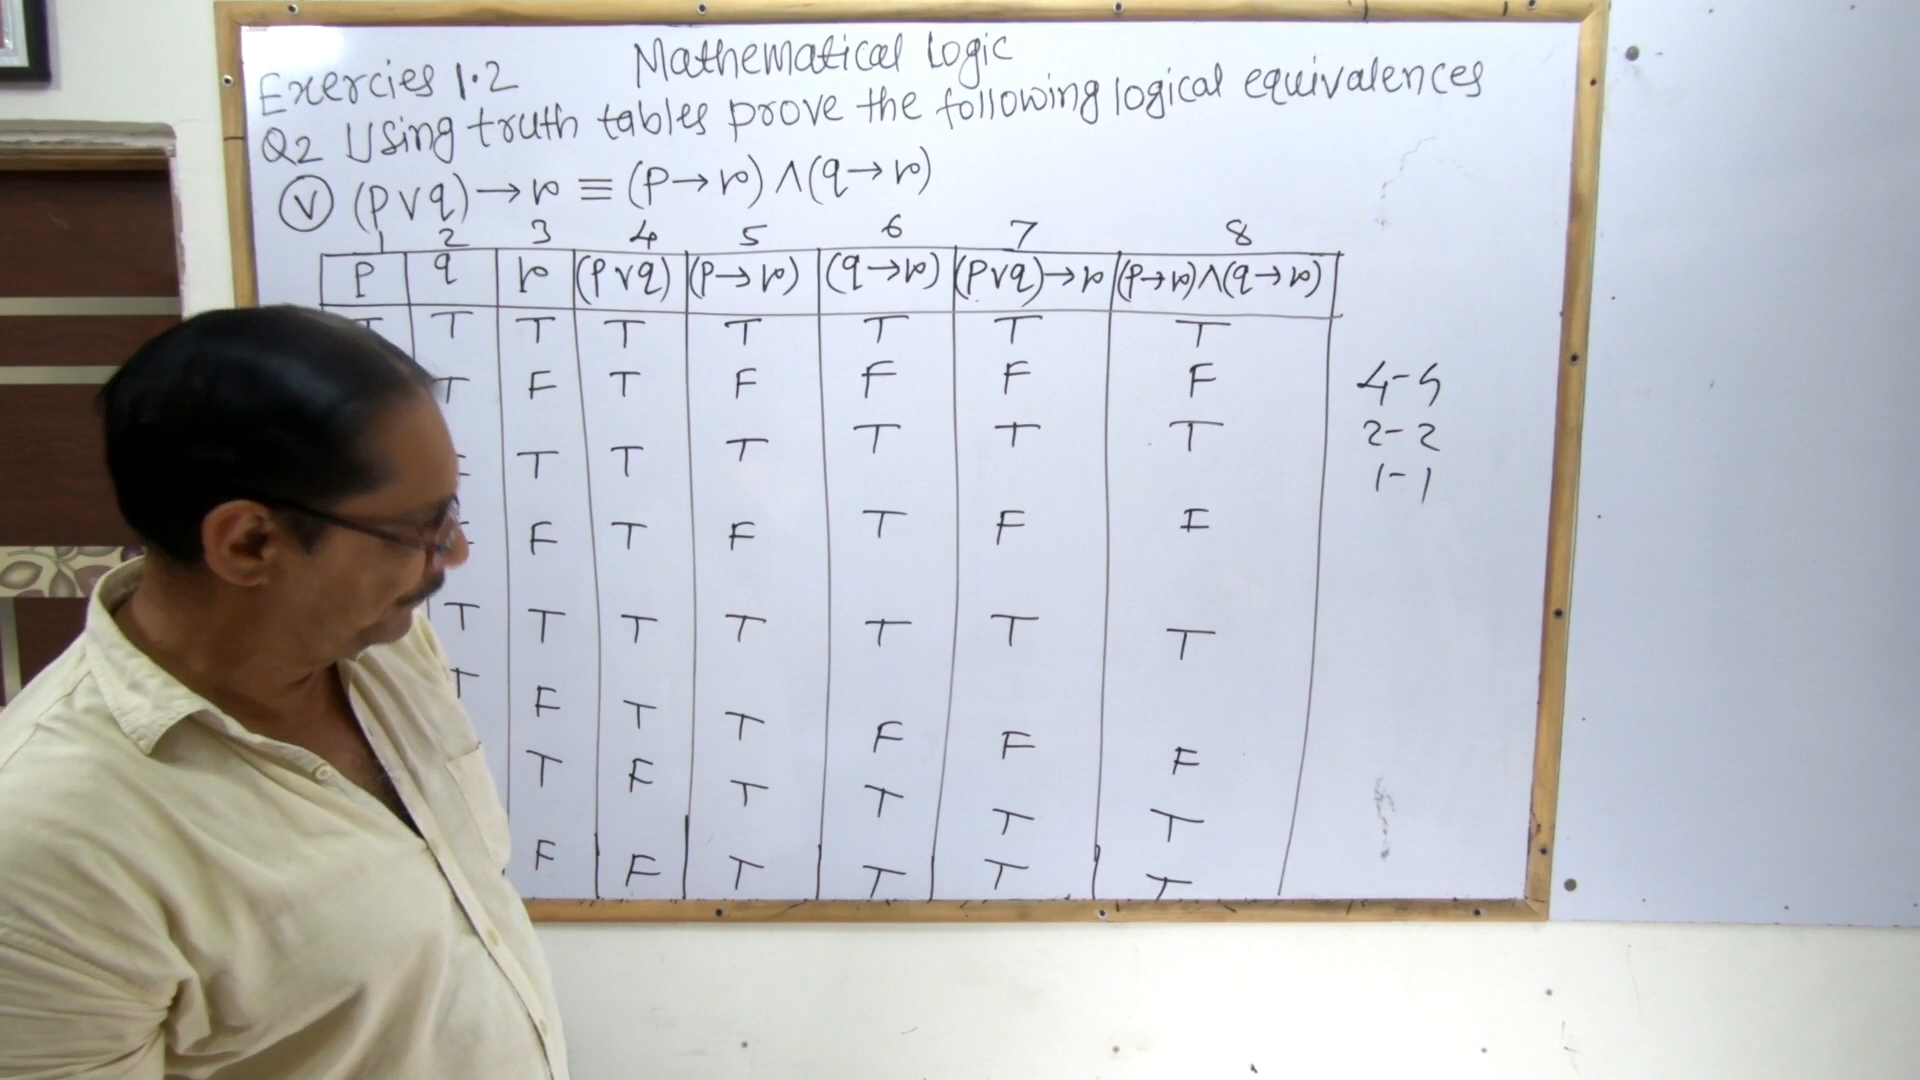 Mathematical Logic
Exercies 1.2
Q2 Using truth tables prove the following logical equivalences
(V) (p∨q)→r ≡ (p→r)∧(q→r)
1 2 3 4 5 6 7 8
p q r (p∨q) (p→r) (q→r) (p∨q)→r (p→r)∧(q→r)
T T T T T T T T
T F T F F F F 4-4
T T T T T T 2-2
1-1
F T F T F F
T T T T T T T
T F T T F F F
T F T T T T
F F T T T T